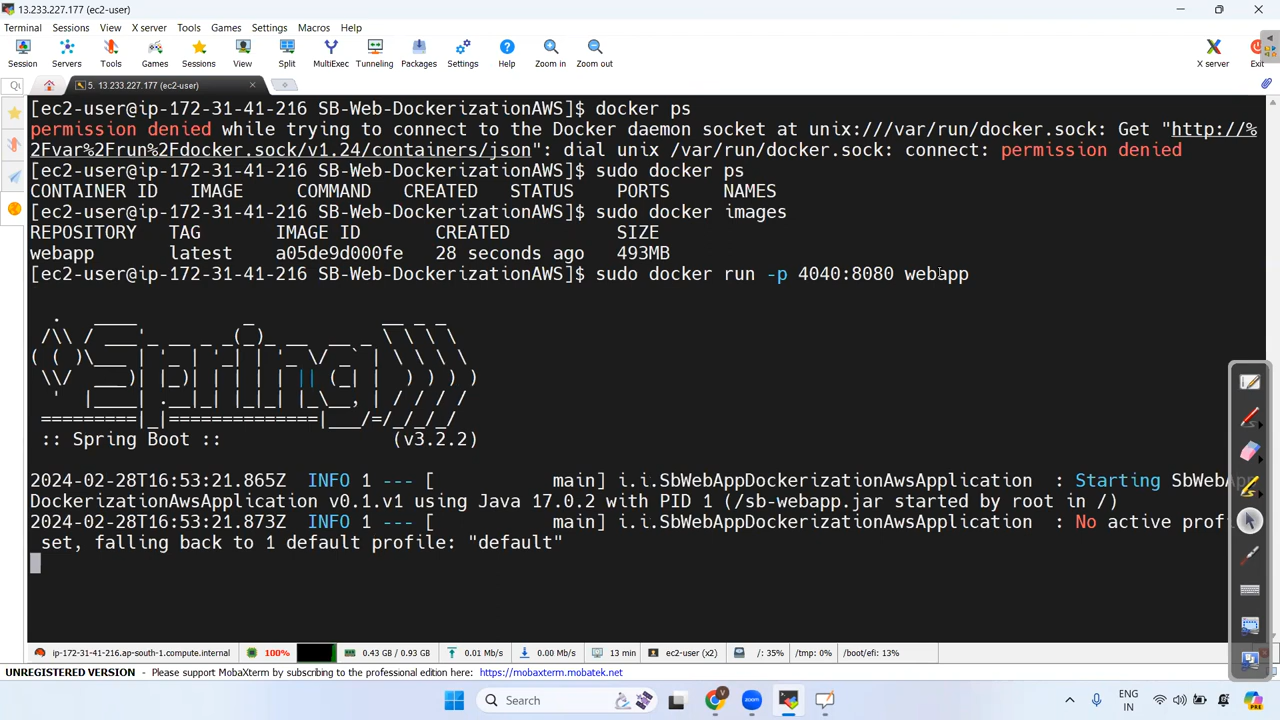 13.233.227.177 (ec2-user)
Terminal Sessions View X server Tools Games Settings Macros Help
Session Servers Tools Games Sessions View Split MultiExec Tunneling Packages Settings Help Zoom in Zoom out X server Exit
5. 13.233.227.177 (ec2-user)
[ec2-user@ip-172-31-41-216 SB-Web-DockerizationAWS]$ docker ps
permission denied while trying to connect to the Docker daemon socket at unix:///var/run/docker.sock: Get "http://%
2Fvar%2Frun%2Fdocker.sock/v1.24/containers/json": dial unix /var/run/docker.sock: connect: permission denied
[ec2-user@ip-172-31-41-216 SB-Web-DockerizationAWS]$ sudo docker ps
CONTAINER ID IMAGE COMMAND CREATED STATUS PORTS NAMES
[ec2-user@ip-172-31-41-216 SB-Web-DockerizationAWS]$ sudo docker images
REPOSITORY TAG IMAGE ID CREATED SIZE
webapp latest a05de9d000fe 28 seconds ago 493MB
[ec2-user@ip-172-31-41-216 SB-Web-DockerizationAWS]$ sudo docker run -p 4040:8080 webapp
Spring
:: Spring Boot :: (v3.2.2)
2024-02-28T16:53:21.865Z INFO 1 --- [ main] i.i.SbWebAppDockerizationAwsApplication : Starting SbWebApp
DockerizationAwsApplication v0.1.v1 using Java 17.0.2 with PID 1 (/sb-webapp.jar started by root in /)
2024-02-28T16:53:21.873Z INFO 1 --- [ main] i.i.SbWebAppDockerizationAwsApplication : No active prof
set, falling back to 1 default profile: "default"
ip-172-31-41-216.ap-south-1.compute.internal 100% 0.43 GB / 0.93 GB 0.01 Mb/s 0.00 Mb/s 13 min ec2-user (x2) /: 35% /tmp: 0% /boot/efi: 13%
UNREGISTERED VERSION - Please support MobaXterm by subscribing to the professional edition here: https://mobaxterm.mobatek.net
Search
ENG
IN